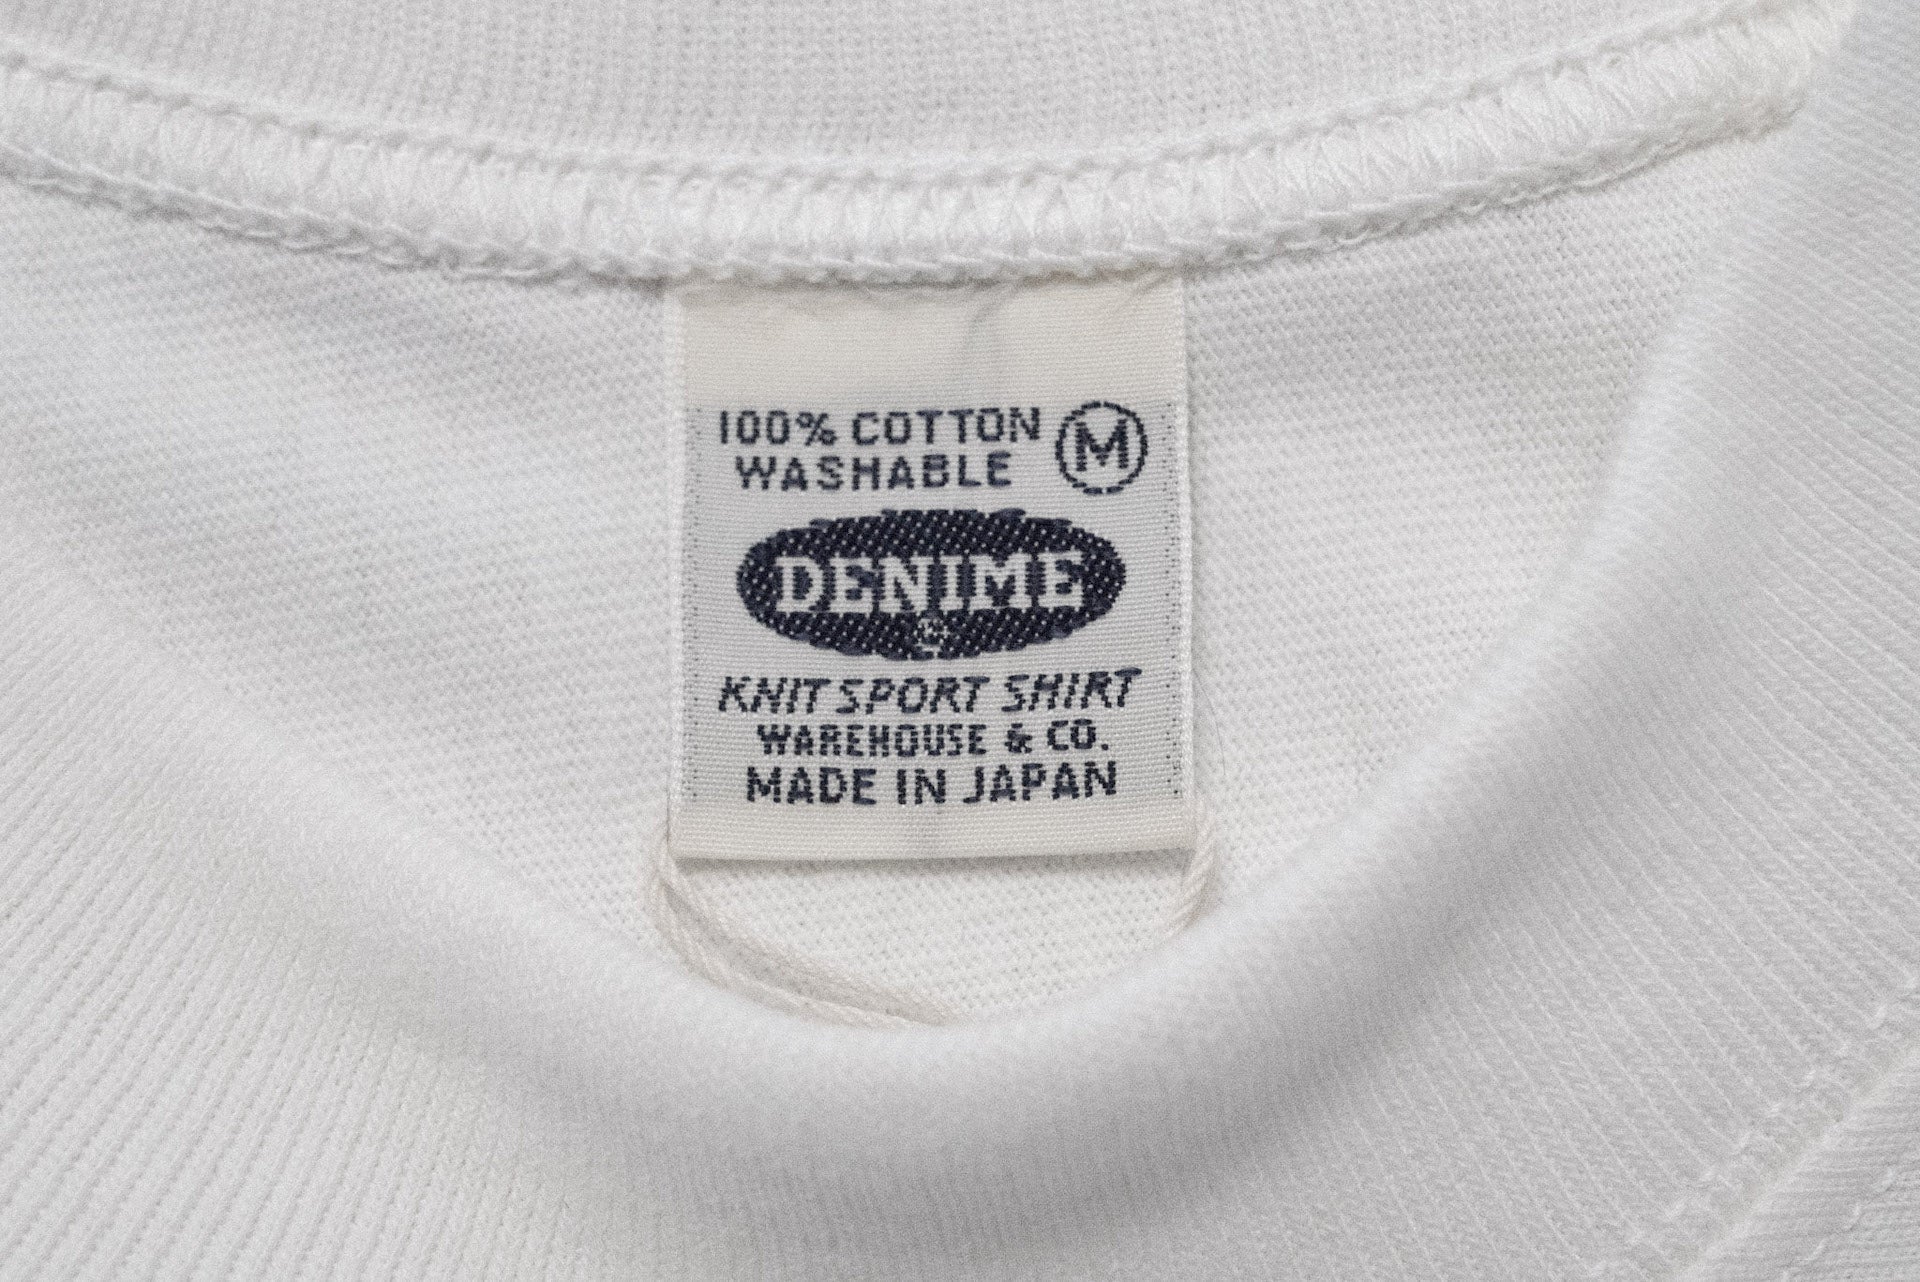 100% COTTON
WASHABLE
M
DENIME
KNIT SPORT SHIRT
WAREHOUSE & CO.
MADE IN JAPAN